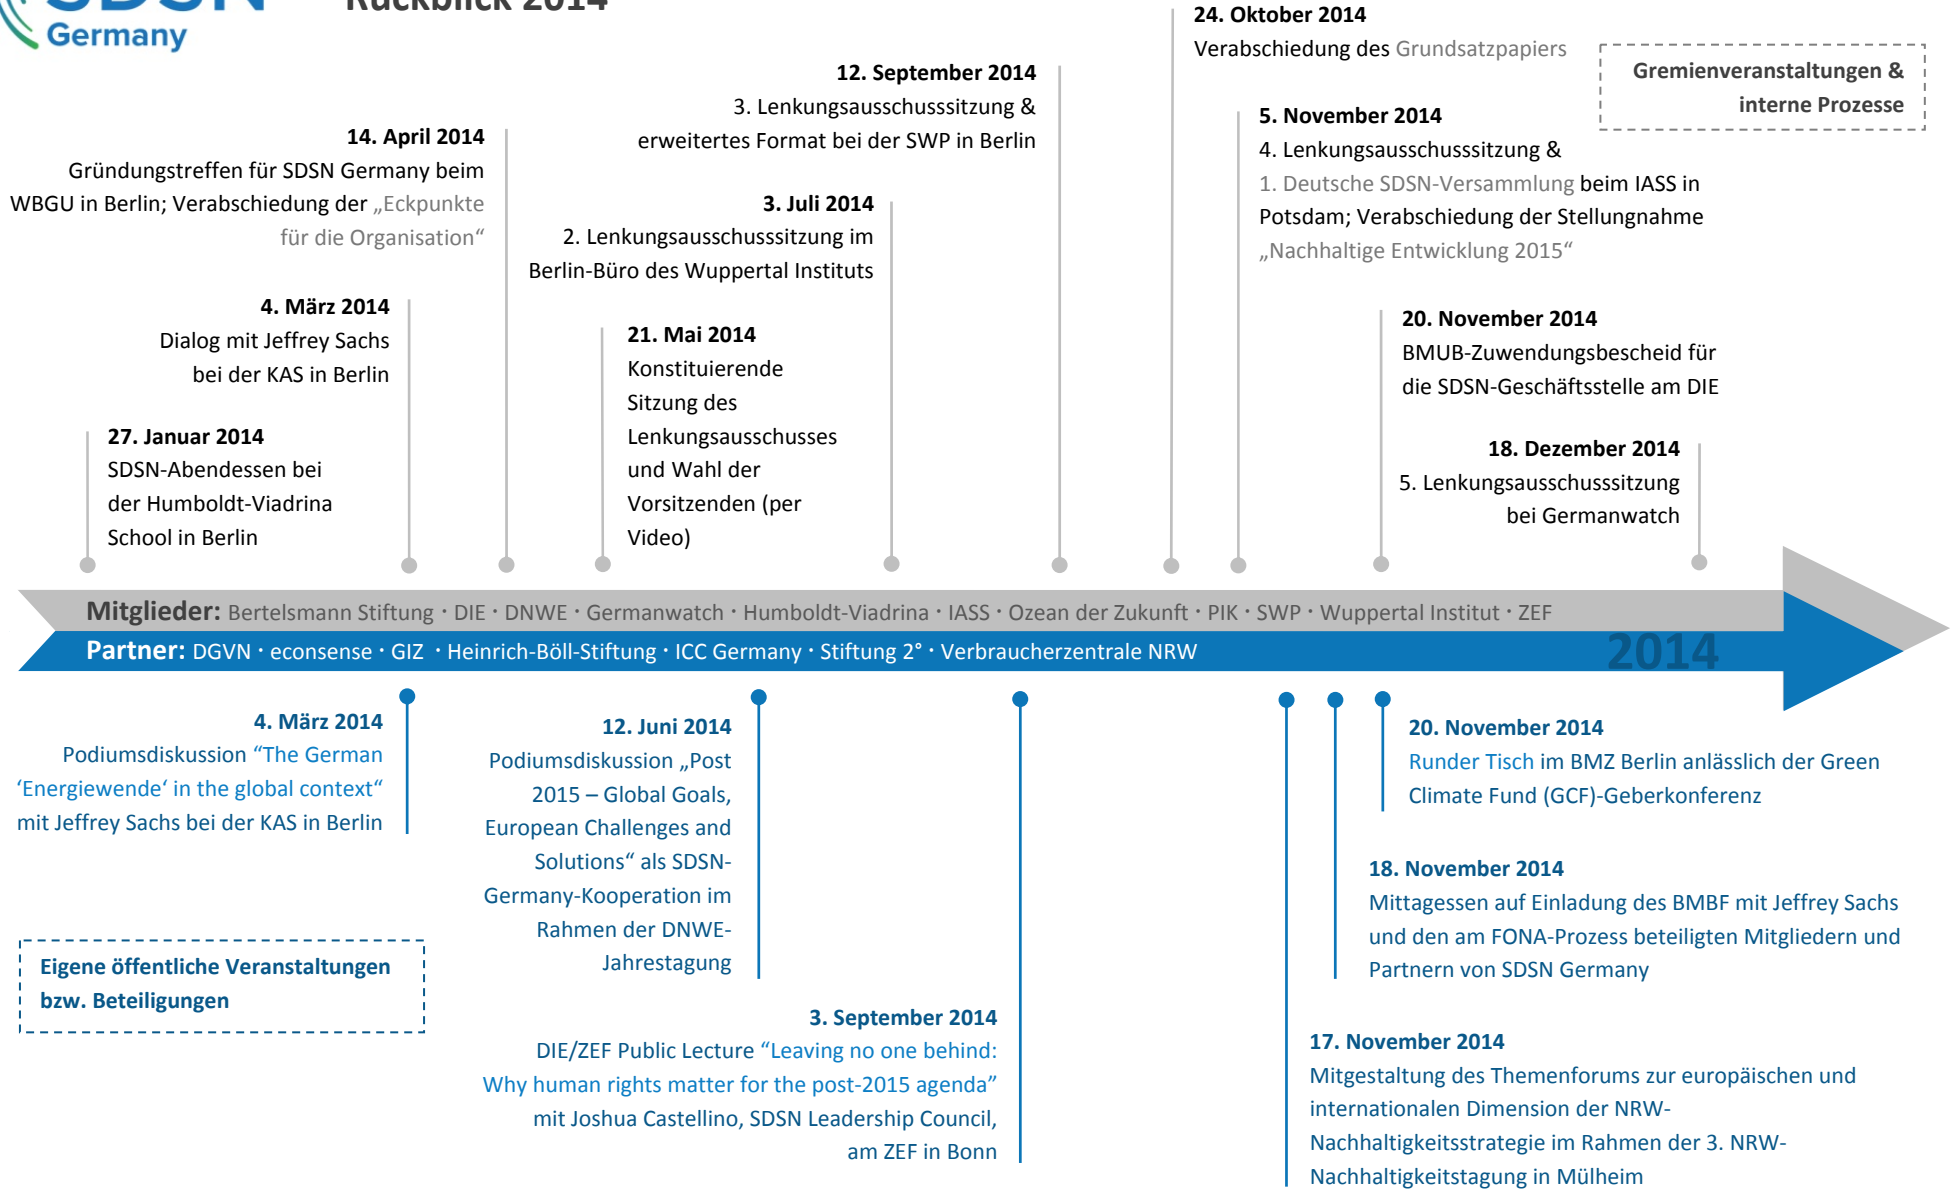 SDSN
Germany
Rückblick 2014
24. Oktober 2014
Verabschiedung des Grundsatzpapiers
Gremienveranstaltungen &
interne Prozesse
12. September 2014
3. Lenkungsausschusssitzung &
erweitertes Format bei der SWP in Berlin
5. November 2014
4. Lenkungsausschusssitzung &
1. Deutsche SDSN-Versammlung beim IASS in
Potsdam; Verabschiedung der Stellungnahme
„Nachhaltige Entwicklung 2015“
14. April 2014
Gründungstreffen für SDSN Germany beim
WBGU in Berlin; Verabschiedung der „Eckpunkte
für die Organisation“
3. Juli 2014
2. Lenkungsausschusssitzung im
Berlin-Büro des Wuppertal Instituts
4. März 2014
Dialog mit Jeffrey Sachs
bei der KAS in Berlin
21. Mai 2014
Konstituierende
Sitzung des
Lenkungsausschusses
und Wahl der
Vorsitzenden (per
Video)
20. November 2014
BMUB-Zuwendungsbescheid für
die SDSN-Geschäftsstelle am DIE
27. Januar 2014
SDSN-Abendessen bei
der Humboldt-Viadrina
School in Berlin
18. Dezember 2014
5. Lenkungsausschusssitzung
bei Germanwatch
Mitglieder: Bertelsmann Stiftung · DIE · DNWE · Germanwatch · Humboldt-Viadrina · IASS · Ozean der Zukunft · PIK · SWP · Wuppertal Institut · ZEF
Partner: DGVN · econsense · GIZ · Heinrich-Böll-Stiftung · ICC Germany · Stiftung 2° · Verbraucherzentrale NRW
2014
4. März 2014
Podiumsdiskussion “The German
‘Energiewende‘ in the global context“
mit Jeffrey Sachs bei der KAS in Berlin
12. Juni 2014
Podiumsdiskussion „Post
2015 – Global Goals,
European Challenges and
Solutions“ als SDSN-
Germany-Kooperation im
Rahmen der DNWE-
Jahrestagung
20. November 2014
Runder Tisch im BMZ Berlin anlässlich der Green
Climate Fund (GCF)-Geberkonferenz
18. November 2014
Mittagessen auf Einladung des BMBF mit Jeffrey Sachs
und den am FONA-Prozess beteiligten Mitgliedern und
Partnern von SDSN Germany
Eigene öffentliche Veranstaltungen
bzw. Beteiligungen
3. September 2014
DIE/ZEF Public Lecture “Leaving no one behind:
Why human rights matter for the post-2015 agenda”
mit Joshua Castellino, SDSN Leadership Council,
am ZEF in Bonn
17. November 2014
Mitgestaltung des Themenforums zur europäischen und
internationalen Dimension der NRW-
Nachhaltigkeitsstrategie im Rahmen der 3. NRW-
Nachhaltigkeitstagung in Mülheim